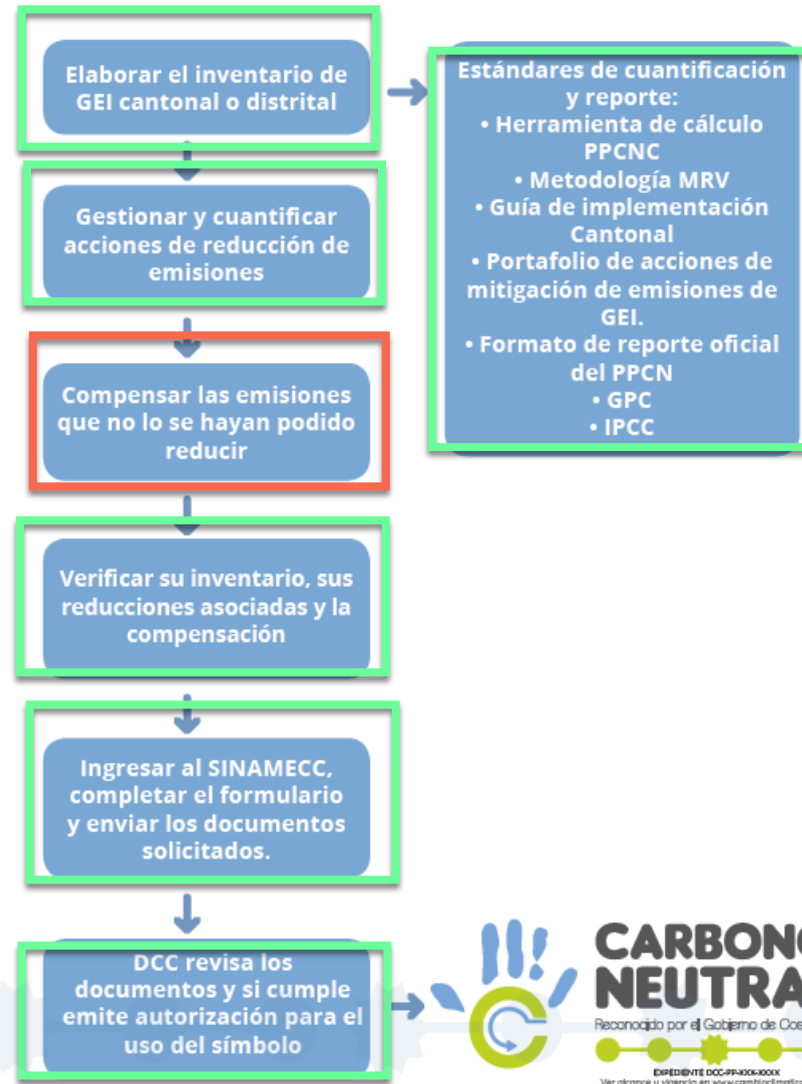 Elaborar el inventario de
GEI cantonal o distrital
Estándares de cuantificación
y reporte:
• Herramienta de cálculo
PPCNC
• Metodología MRV
• Guía de implementación
Cantonal
• Portafolio de acciones de
mitigación de emisiones de
GEI.
• Formato de reporte oficial
del PPCN
• GPC
• IPCC
Gestionar y cuantificar
acciones de reducción de
emisiones
Compensar las emisiones
que no lo se hayan podido
reducir
Verificar su inventario, sus
reducciones asociadas y la
compensación
Ingresar al SINAMECC,
completar el formulario
y enviar los documentos
solicitados.
DCC revisa los
documentos y si cumple
emite autorización para el
uso del símbolo
CARBONO
NEUTRA
Reconocido por el Gobierno de Cos
EXPEDIENTE DCC-PP-XXX-XXXX